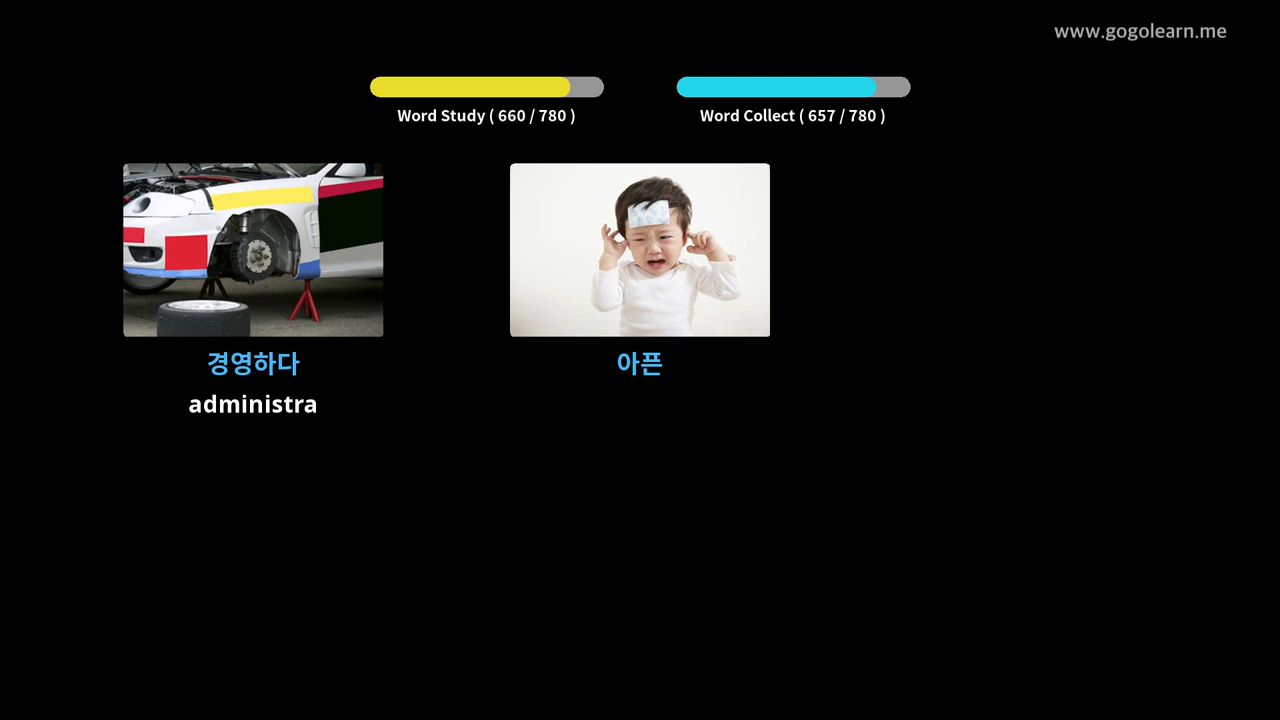 www.gogolearn.me
Word Study ( 660 / 780 )
Word Collect ( 657 / 780 )
경영하다
administra
아픈